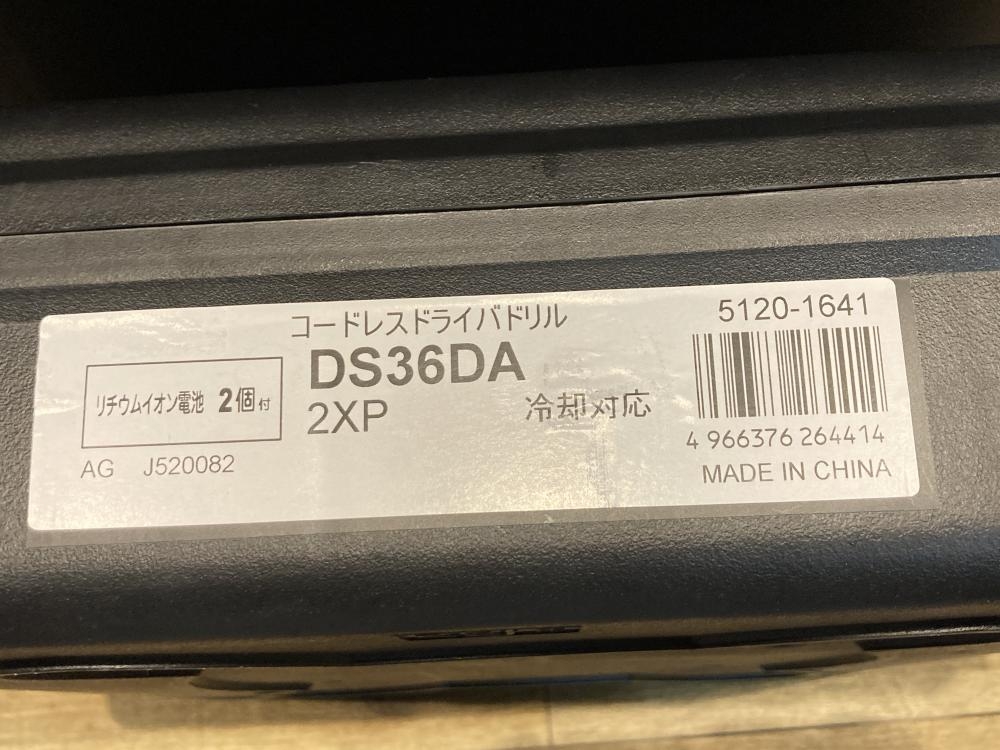 コードレスドライバドリル
5120-1641
DS36DA
リチウムイオン電池 2個付
2XP
冷却対応
4 966376 264414
AG J520082
MADE IN CHINA